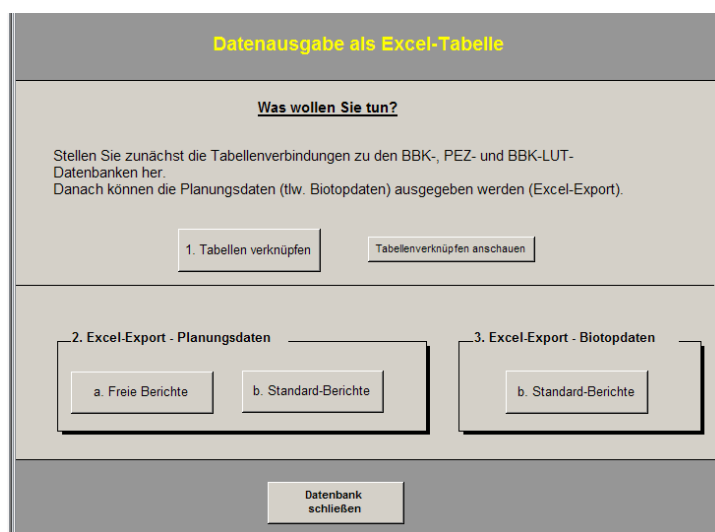 Datenausgabe als Excel-Tabelle
Was wollen Sie tun?
Stellen Sie zunächst die Tabellenverbindungen zu den BBK-, PEZ- und BBK-LUT-
Datenbanken her.
Danach können die Planungsdaten (tlw. Biotopdaten) ausgegeben werden (Excel-Export).
1. Tabellen verknüpfen
Tabellenverknüpfen anschauen
2. Excel-Export - Planungsdaten
3. Excel-Export - Biotopdaten
a. Freie Berichte
b. Standard-Berichte
b. Standard-Berichte
Datenbank
schließen